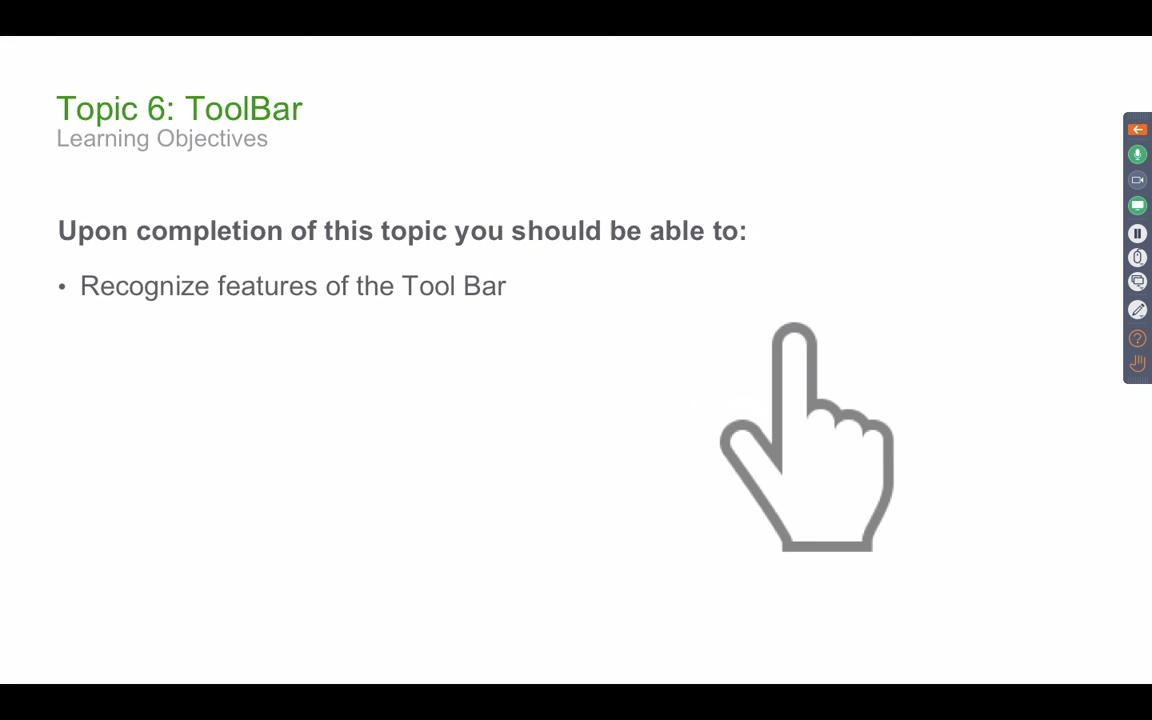 Topic 6: ToolBar
Learning Objectives
Upon completion of this topic you should be able to:
• Recognize features of the Tool Bar